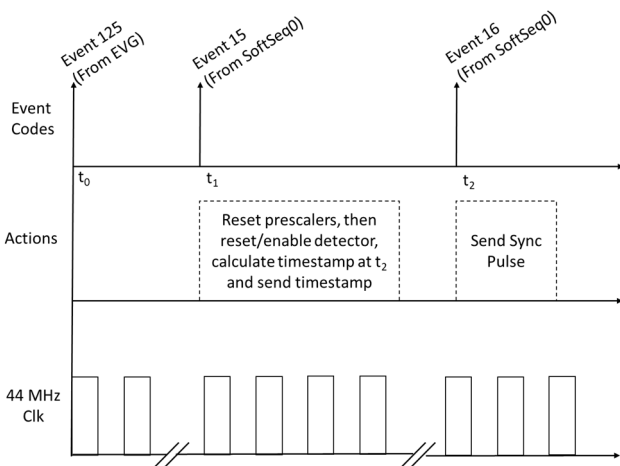 Event 125
(From EVG)
Event 15
(From SoftSeq0)
Event 16
(From SoftSeq0)
Event
Codes
t0
t1
t2
Actions
Reset prescalers, then
reset/enable detector,
calculate timestamp at t2
and send timestamp
Send Sync
Pulse
44 MHz
Clk